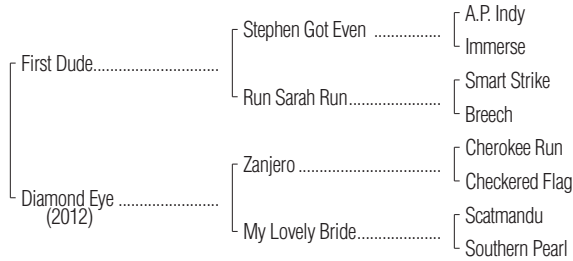 A.P. Indy
Stephen Got Even ................
Immerse
First Dude..............................
Smart Strike
Run Sarah Run......................
Breech
Cherokee Run
Zanjero ...................................
Checkered Flag
Diamond Eye ........................
(2012)
Scatmandu
My Lovely Bride....................
Southern Pearl